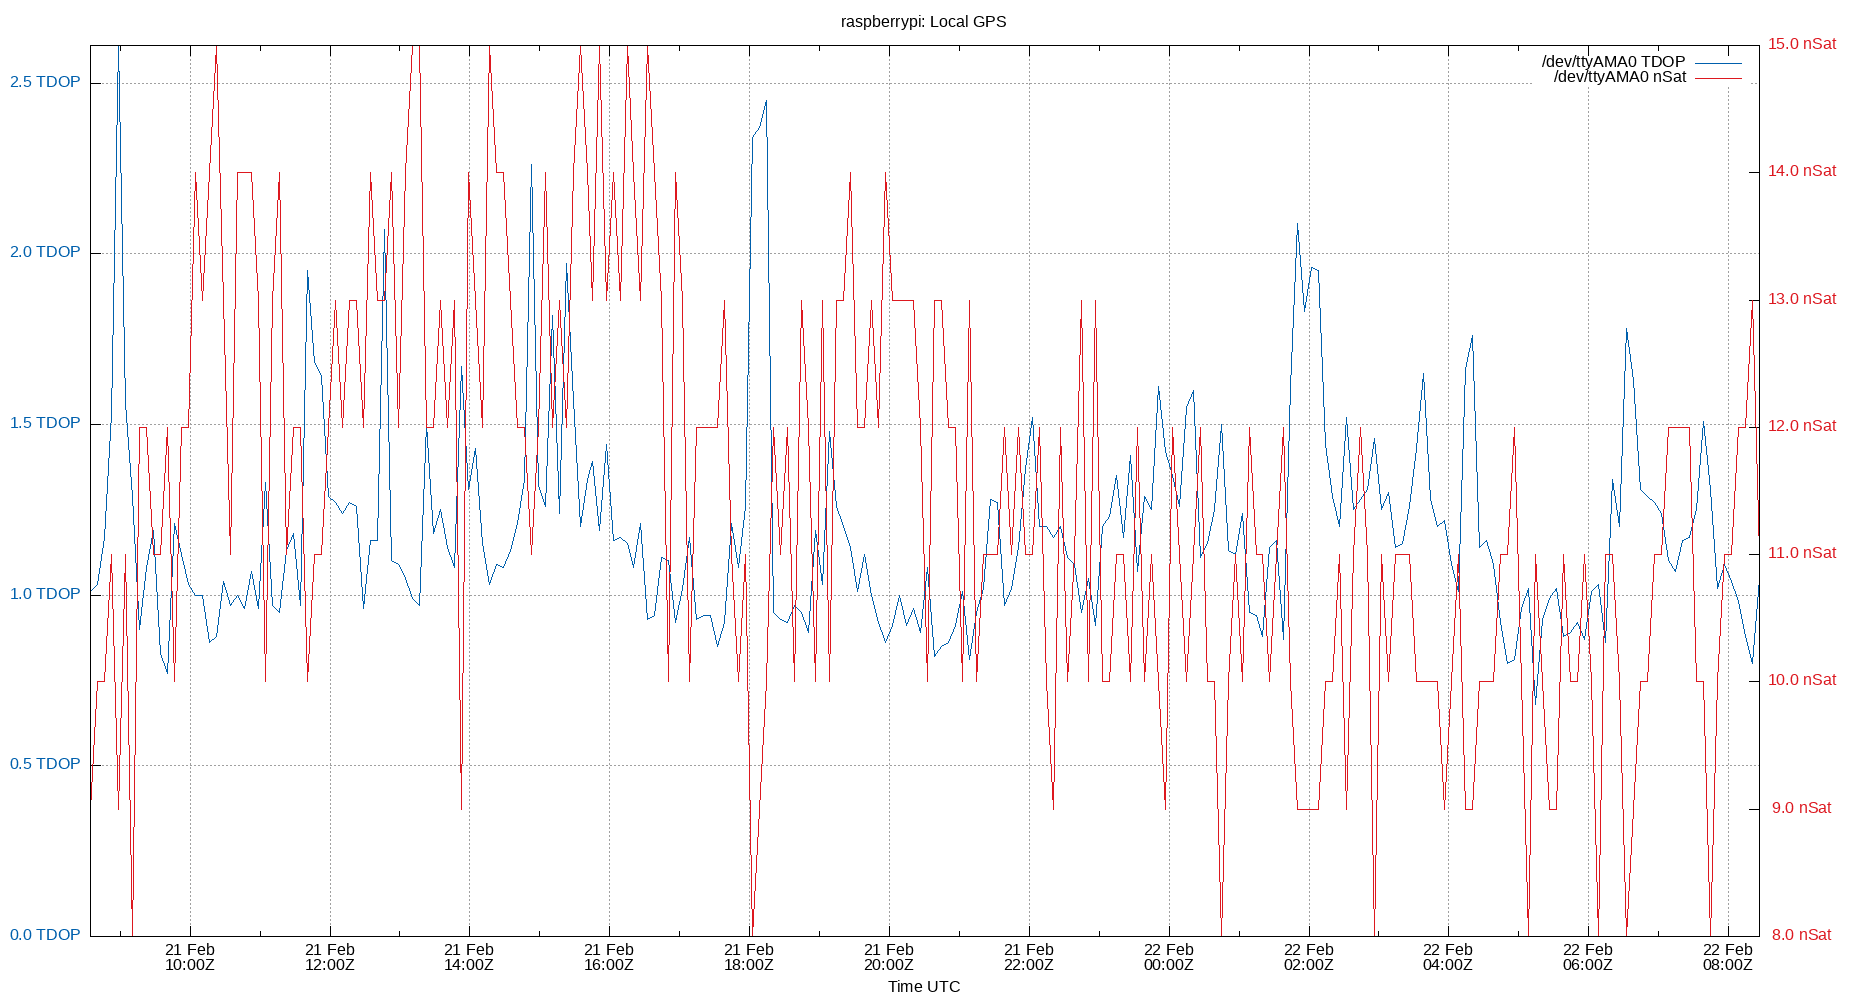 raspberrypi: Local GPS
/dev/ttyAMA0 TDOP
/dev/ttyAMA0 nSat
2.5 TDOP
2.0 TDOP
1.5 TDOP
1.0 TDOP
0.5 TDOP
0.0 TDOP
15.0 nSat
14.0 nSat
13.0 nSat
12.0 nSat
11.0 nSat
10.0 nSat
9.0 nSat
8.0 nSat
21 Feb
10:00Z
21 Feb
12:00Z
21 Feb
14:00Z
21 Feb
16:00Z
21 Feb
18:00Z
21 Feb
20:00Z
21 Feb
22:00Z
22 Feb
00:00Z
22 Feb
02:00Z
22 Feb
04:00Z
22 Feb
06:00Z
22 Feb
08:00Z
Time UTC